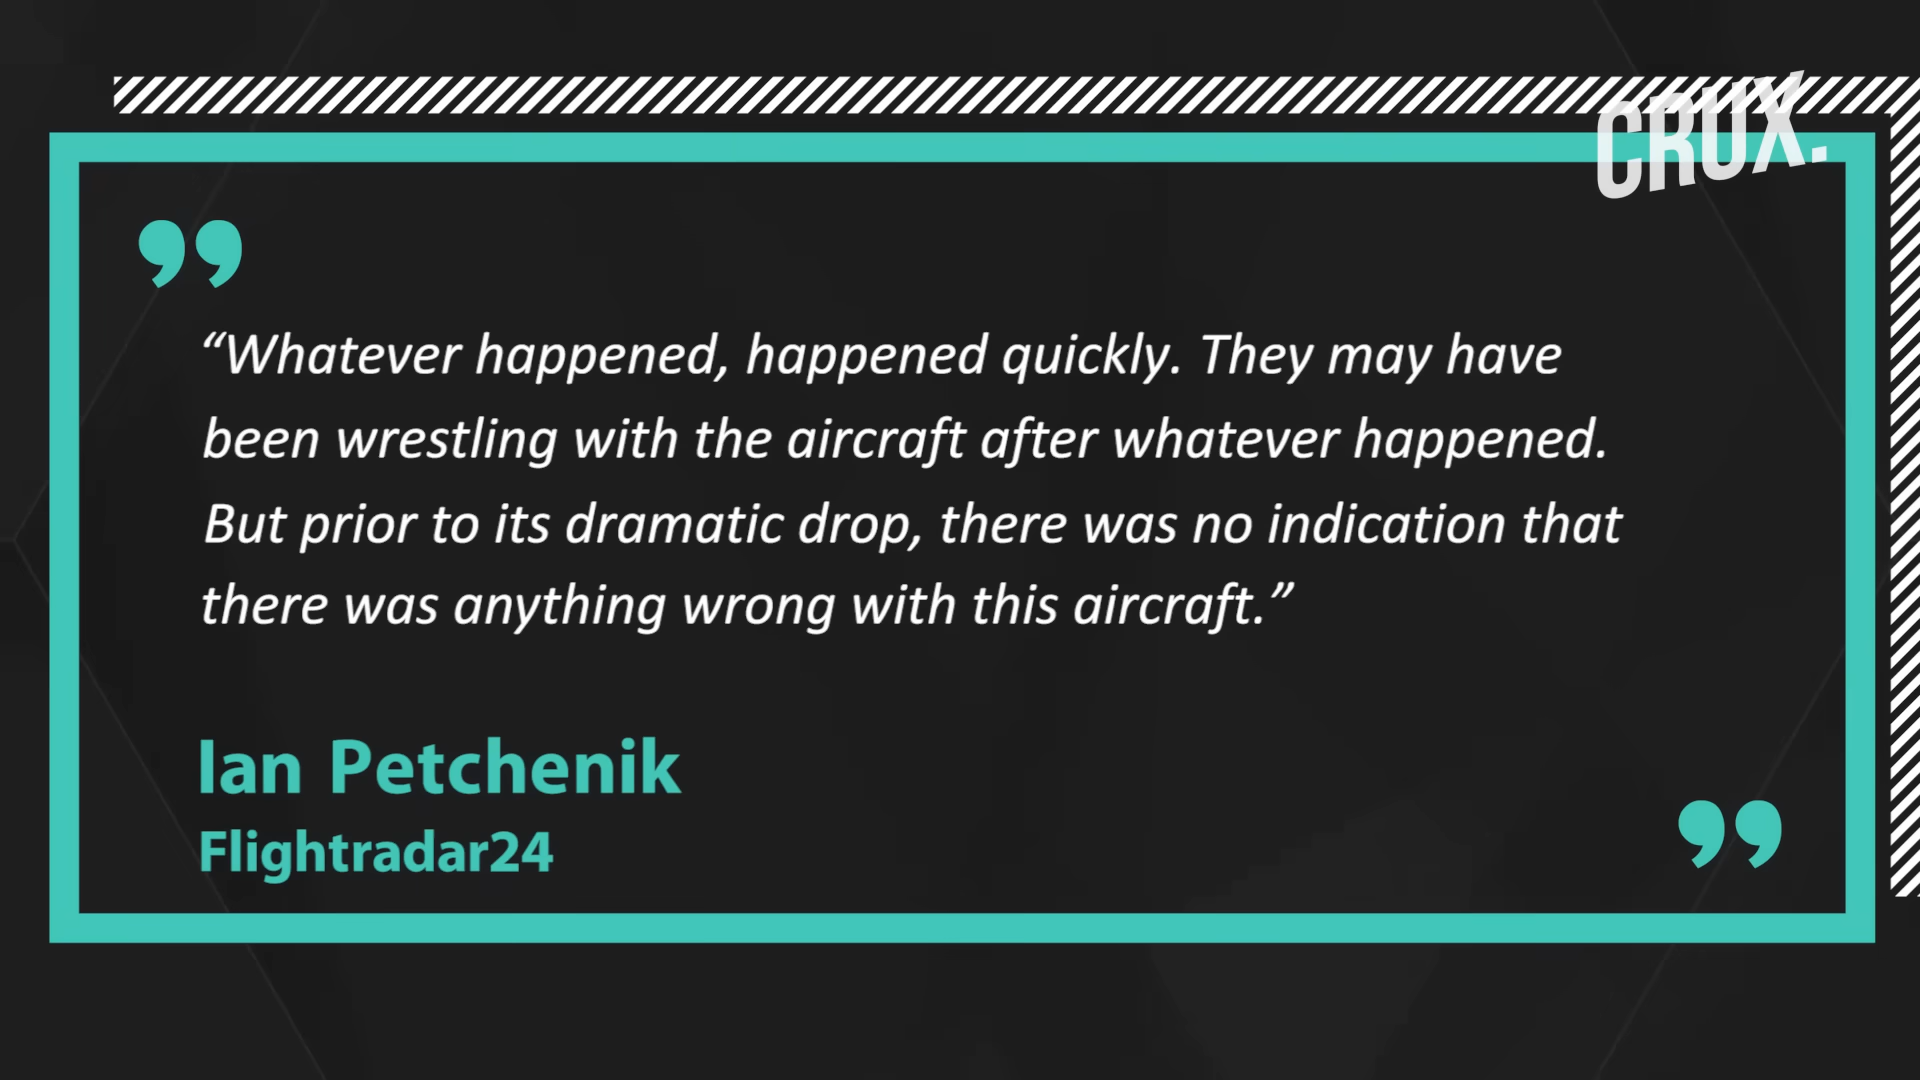 CRUX.
“Whatever happened, happened quickly. They may have
been wrestling with the aircraft after whatever happened.
But prior to its dramatic drop, there was no indication that
there was anything wrong with this aircraft.”
Ian Petchenik
Flightradar24